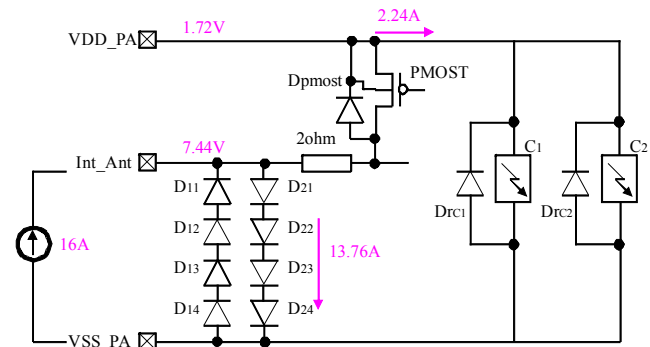 1.72V
2.24A
VDD_PA
Dpmost
PMOST
7.44V
2ohm
Int_Ant
C1
C2
D11
D21
DrC1
DrC2
D12
D22
16A
13.76A
D13
D23
D14
D24
VSS_PA